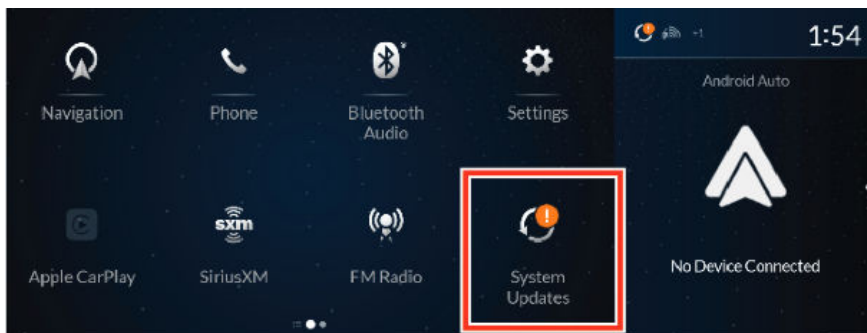 1:54
Android Auto
Navigation
Phone
Bluetooth
Audio
Settings
Apple CarPlay
sxm
SiriusXM
FM Radio
System
Updates
No Device Connected
+1